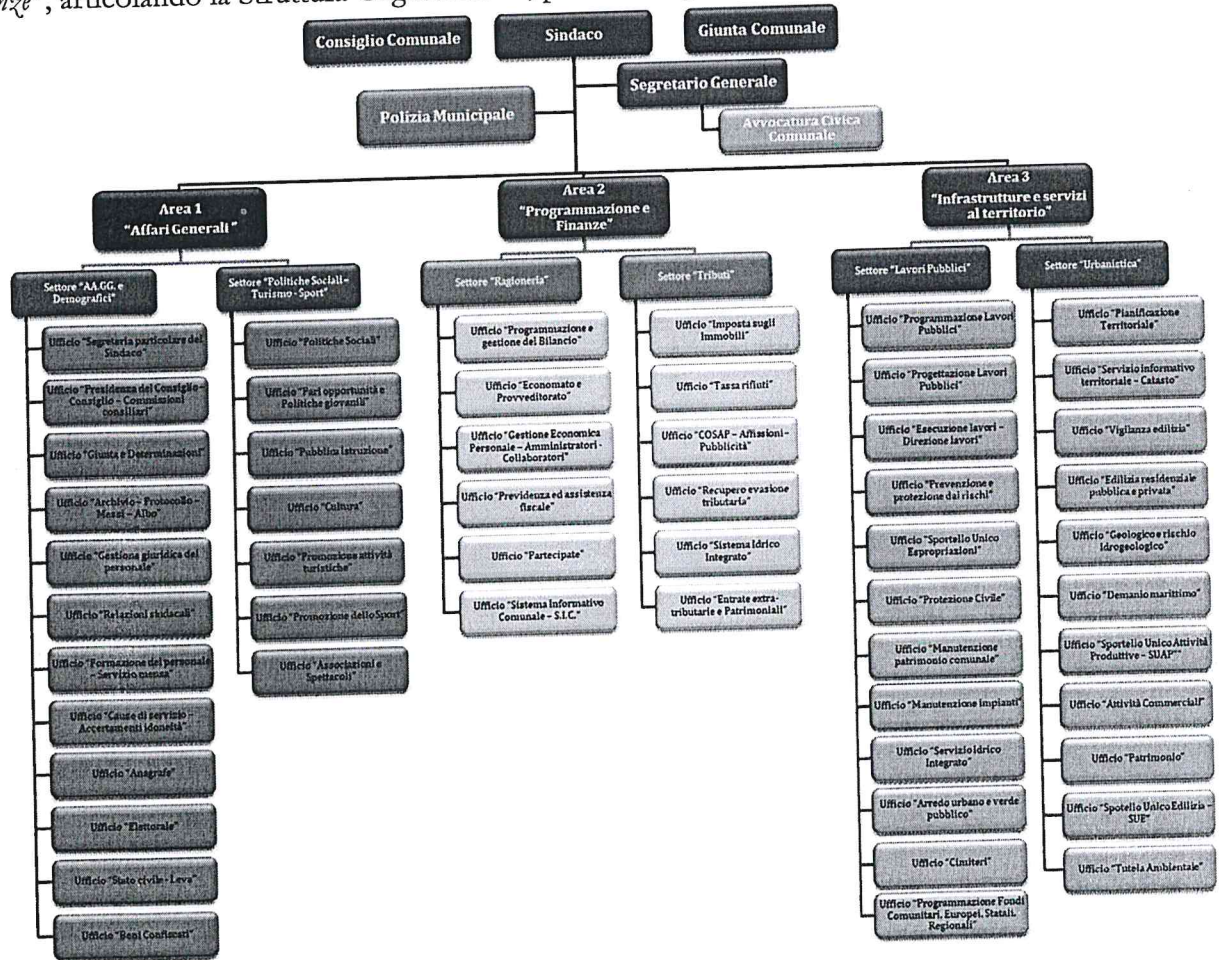 ", articolando la Struttura
Consiglio Comunale
Sindaco
Giunta Comunale
Segretario Generale
Polizia Municipale
Avvocatura Civica
Comunale
Area 1
"Affari Generali"
Area 2
"Programmazione e
Finanze"
Area 3
"Infrastrutture e servizi
al territorio"
Settore "AA.GG. e
Demografici"
Ufficio "Segreteria particolare del
Sindaco"
Ufficio "Presidenza del Consiglio –
Consiglio – Commissioni
consiliari"
Ufficio "Giunta e Determinazioni"
Ufficio "Archivio – Protocollo –
Messi – Albo"
Ufficio "Gestione giuridica del
personale"
Ufficio "Relazioni sindacali"
Ufficio "Formazione del personale
– Servizio mensa"
Ufficio "Cause di servizio –
Accertamenti idoneità"
Ufficio "Anagrafe"
Ufficio "Elettorale"
Ufficio "Stato civile - Leva"
Ufficio "Beni Confiscati"
Settore "Politiche Sociali –
Turismo - Sport"
Ufficio "Politiche Sociali"
Ufficio "Pari opportunità e
Politiche giovanili"
Ufficio "Pubblica Istruzione"
Ufficio "Cultura"
Ufficio "Promozione attività
turistiche"
Ufficio "Promozione dello Sport"
Ufficio "Associazioni e
Spettacoli"
Settore "Ragioneria"
Ufficio "Programmazione e
gestione del Bilancio"
Ufficio "Economato e
Provveditorato"
Ufficio "Gestione Economica
Personale – Amministratori -
Collaboratori"
Ufficio "Previdenza ed assistenza
fiscale"
Ufficio "Partecipate"
Ufficio "Sistema Informativo
Comunale – S.I.C."
Settore "Tributi"
Ufficio "Imposta sugli
Immobili"
Ufficio "Tassa rifiuti"
Ufficio "COSAP – Affissioni –
Pubblicità"
Ufficio "Recupero evasione
tributaria"
Ufficio "Sistema Idrico
Integrato"
Ufficio "Entrate extra-
tributarie e Patrimoniali"
Settore "Lavori Pubblici"
Ufficio "Programmazione Lavori
Pubblici"
Ufficio "Progettazione Lavori
Pubblici"
Ufficio "Esecuzione lavori –
Direzione lavori"
Ufficio "Prevenzione e
protezione dai rischi"
Ufficio "Sportello Unico
Espropriazioni"
Ufficio "Protezione Civile"
Ufficio "Manutenzione
patrimonio comunale"
Ufficio "Manutenzione Impianti"
Ufficio "Servizio Idrico
Integrato"
Ufficio "Arredo urbano e verde
pubblico"
Ufficio "Cimiteri"
Ufficio "Programmazione Fondi
Comunitari, Europei, Statali,
Regionali"
Settore "Urbanistica"
Ufficio "Pianificazione
Territoriale"
Ufficio "Servizio informativo
territoriale – Catasto"
Ufficio "Vigilanza edilizia"
Ufficio "Edilizia residenziale
pubblica e privata"
Ufficio "Geologico e rischio
Idrogeologico"
Ufficio "Demanio marittimo"
Ufficio "Sportello Unico Attività
Produttive – SUAP""
Ufficio "Attività Commerciali"
Ufficio "Patrimonio"
Ufficio "Spotello Unico Edilizia –
SUE"
Ufficio "Tutela Ambientale"